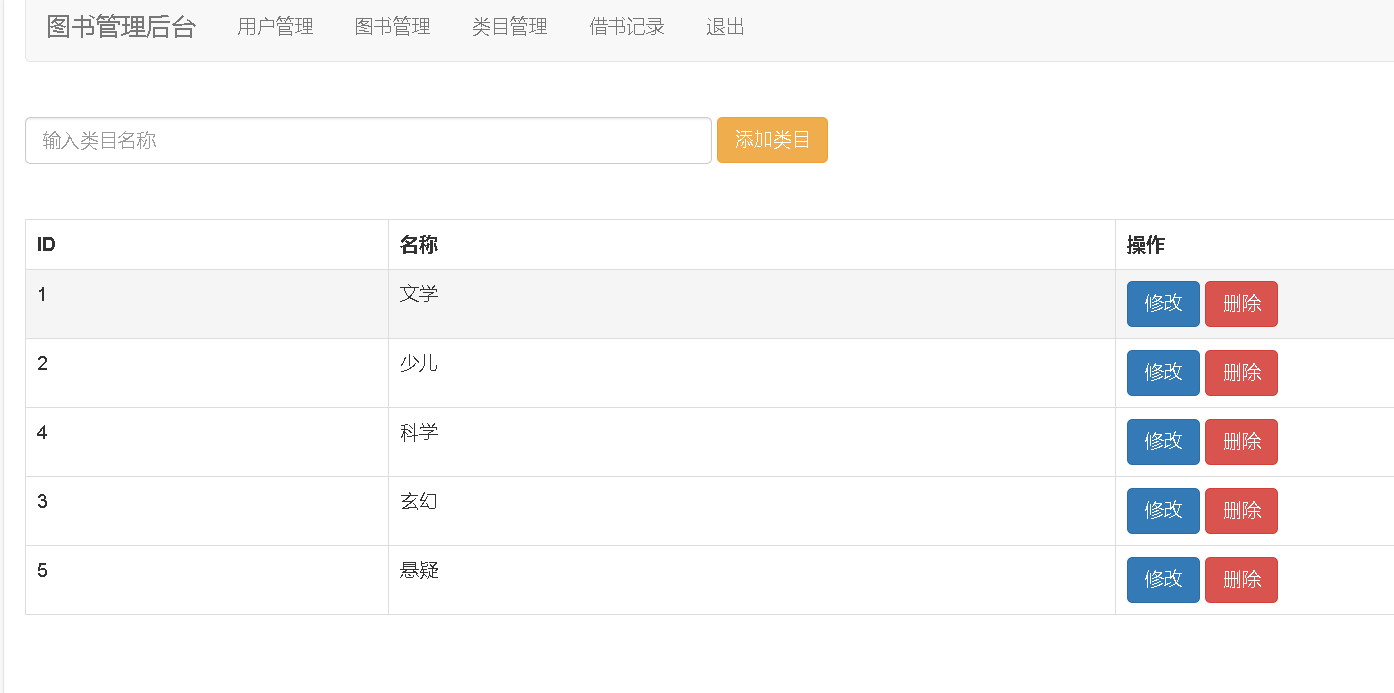 图书管理后台 用户管理 图书管理 类目管理 借书记录 退出
输入类目名称 添加类目
ID 名称 操作
1 文学 修改 删除
2 少儿 修改 删除
4 科学 修改 删除
3 玄幻 修改 删除
5 悬疑 修改 删除